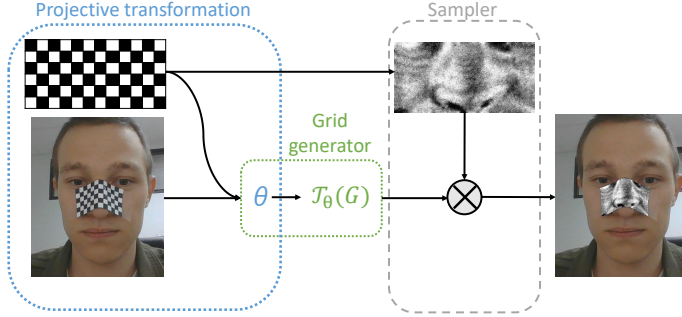 Projective transformation
Sampler
Grid
generator
θ
𝒯θ(G)